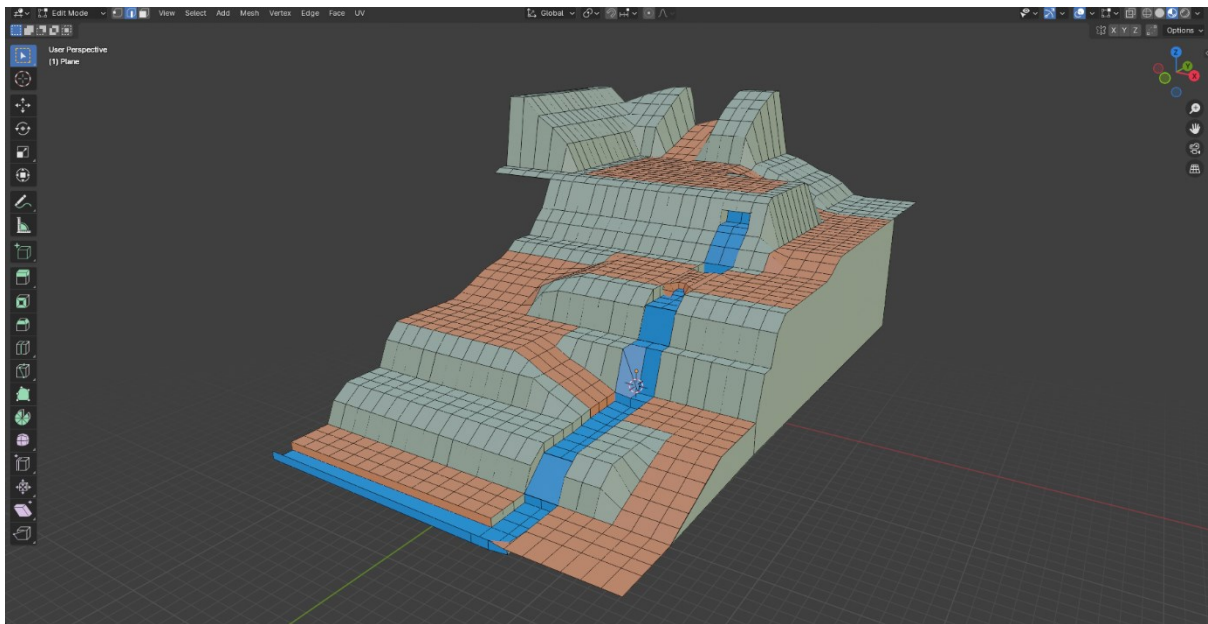 Edit Mode View Select Add Mesh Vertex Edge Face UV Global
X Y Z Options
User Perspective
(1) Plane
Z
Y
X